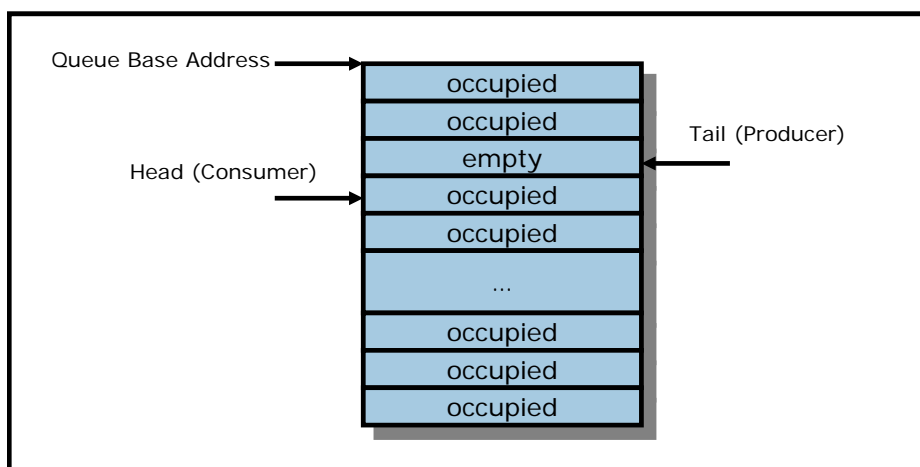 Queue Base Address
occupied
occupied
Tail (Producer)
empty
Head (Consumer)
occupied
occupied
...
occupied
occupied
occupied